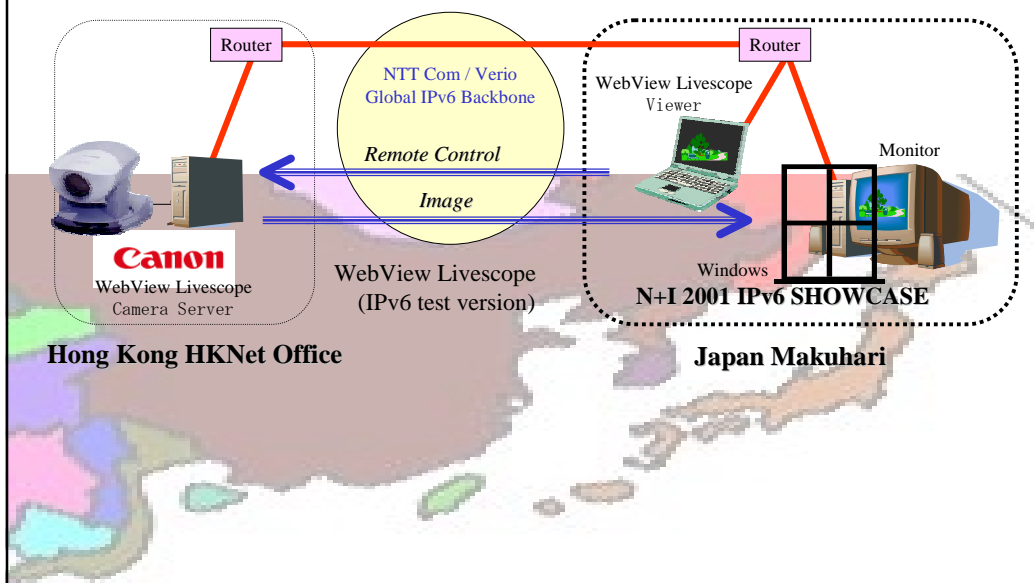 Router
Router
NTT Com / Verio
Global IPv6 Backbone
WebView Livescope
Viewer
Monitor
Remote Control
Image
Canon
WebView Livescope
Camera Server
WebView Livescope
(IPv6 test version)
Windows
N+I 2001 IPv6 SHOWCASE
Hong Kong HKNet Office
Japan Makuhari